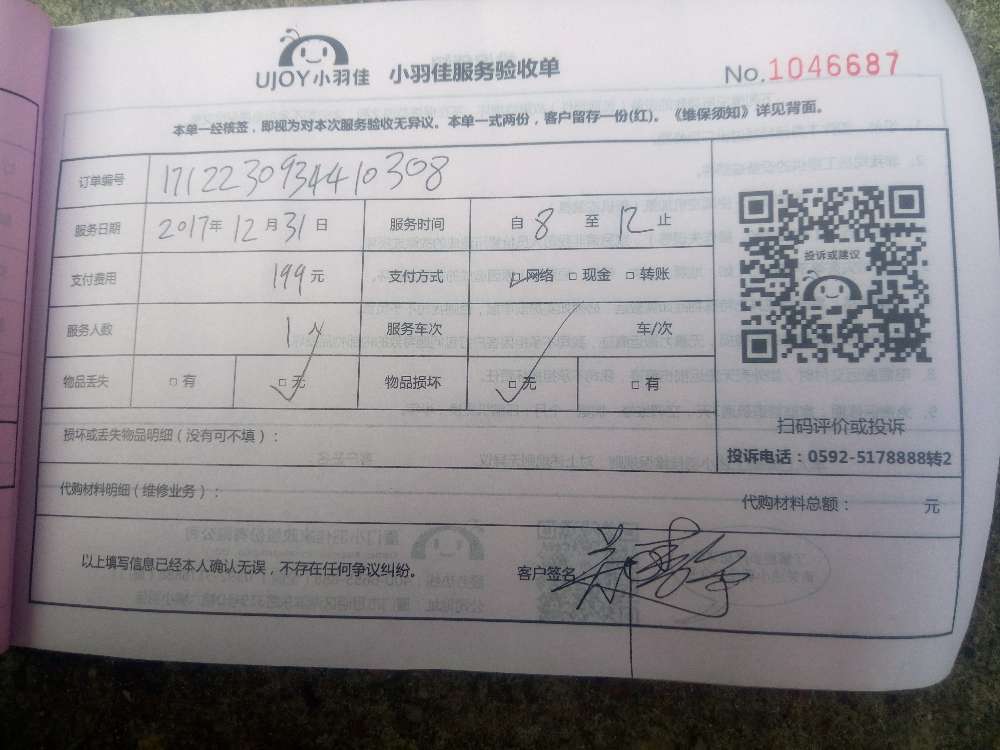 UJOY小羽佳 小羽佳服务验收单 No.1046687
本单一经核签，即视为对本次服务验收无异议。本单一式两份，客户留存一份(红)。《维保须知》详见背面。
订单编号 1712230934410308
服务日期 2017年 12月 31日 服务时间 自 8 至 12 止
支付费用 199元 支付方式 □网络 □现金 □转账
服务人数 1人 服务车次 车/次
物品丢失 □有 □无 物品损坏 □无 □有
投诉或建议
扫码评价或投诉
投诉电话：0592-5178888转2
损坏或丢失物品明细（没有可不填）：
代购材料明细（维修业务）： 代购材料总额： 元
以上填写信息已经本人确认无误，不存在任何争议纠纷。 客户签名